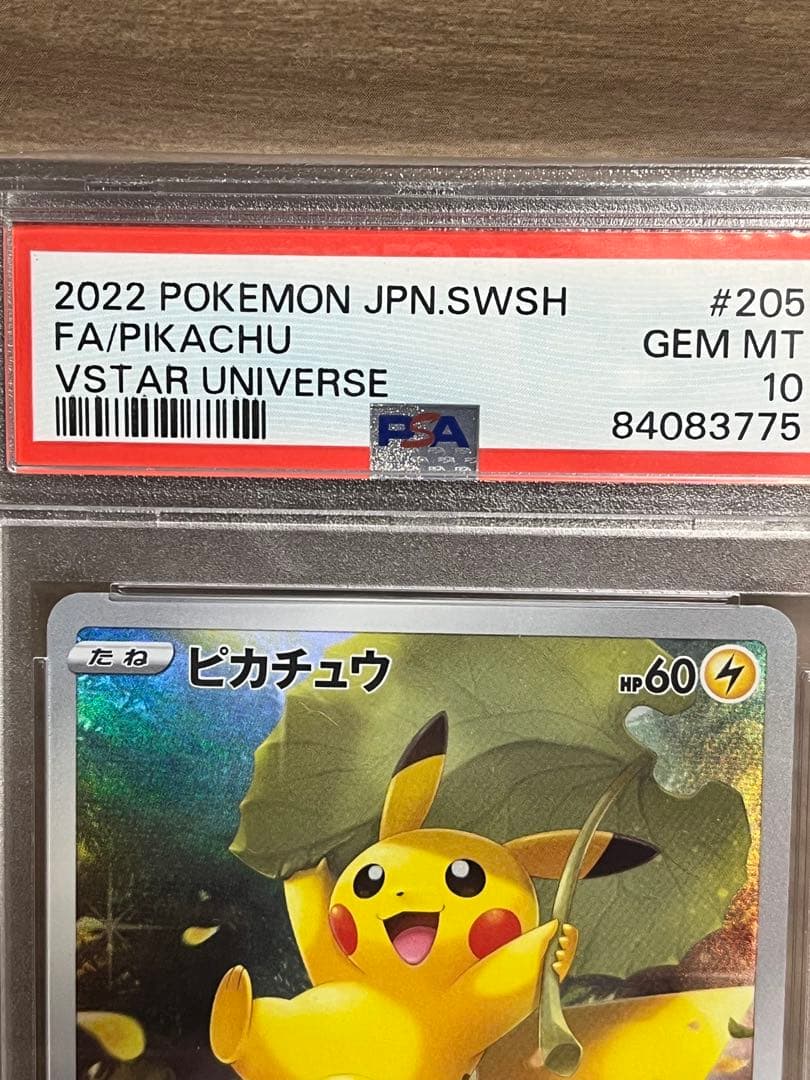 2022 POKEMON JPN.SWSH #205
FA/PIKACHU GEM MT
VSTAR UNIVERSE 10
84083775
PSA
たね ピカチュウ HP60